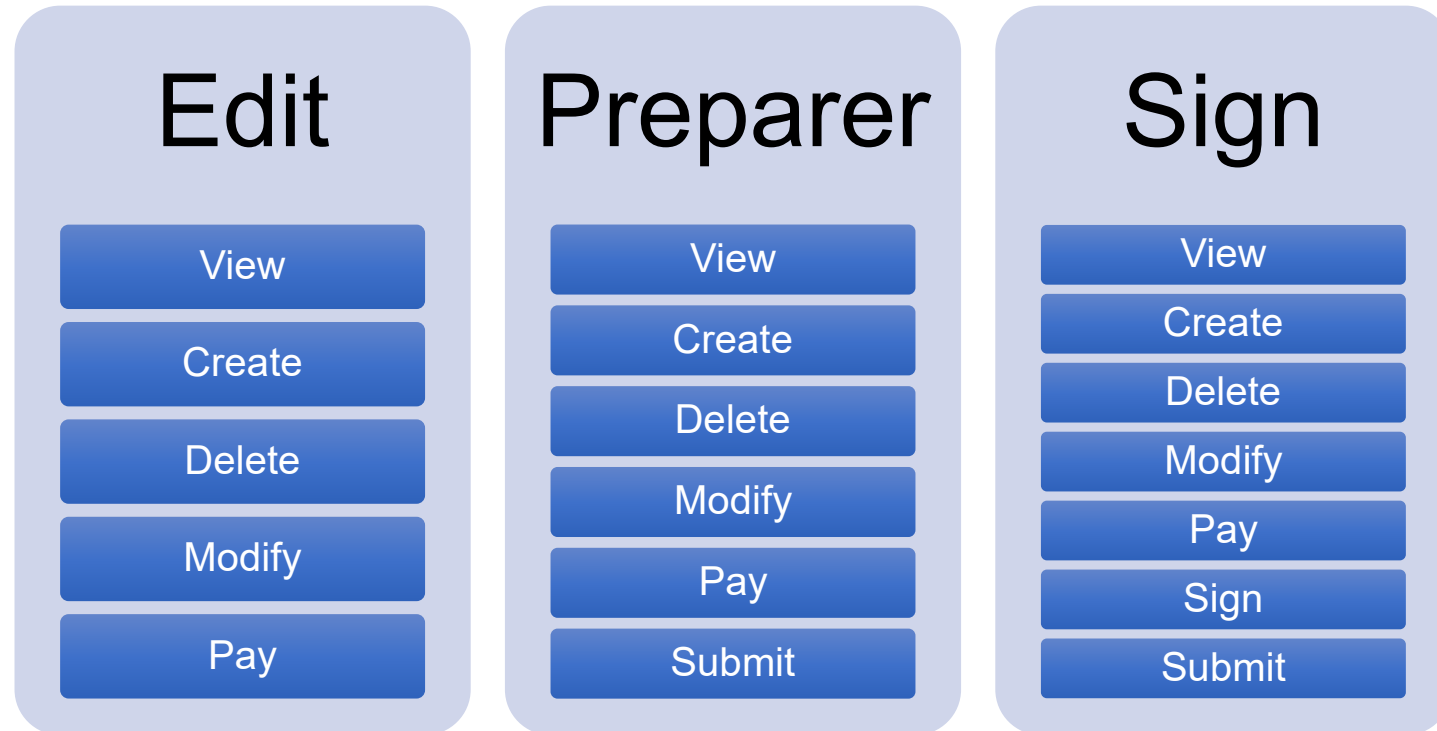 Edit
View
Create
Delete
Modify
Pay
Preparer
View
Create
Delete
Modify
Pay
Submit
Sign
View
Create
Delete
Modify
Pay
Sign
Submit